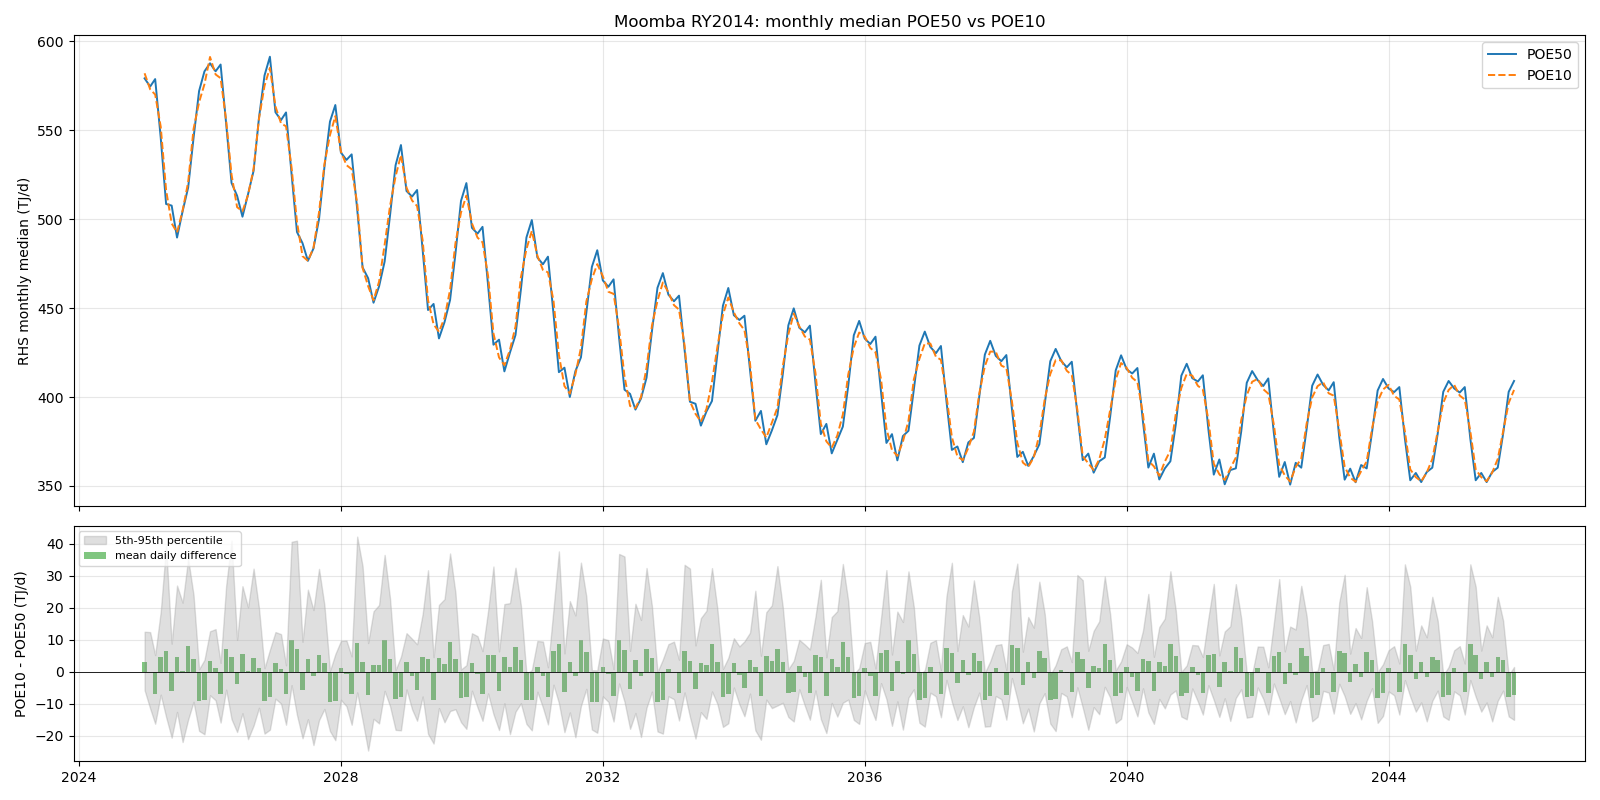 Moomba RY2014: monthly median POE50 vs POE10
RHS monthly median (TJ/d)
600
550
500
450
400
350
POE50
POE10
POE10 - POE50 (TJ/d)
40
30
20
10
0
−10
−20
5th-95th percentile
mean daily difference
2024
2028
2032
2036
2040
2044